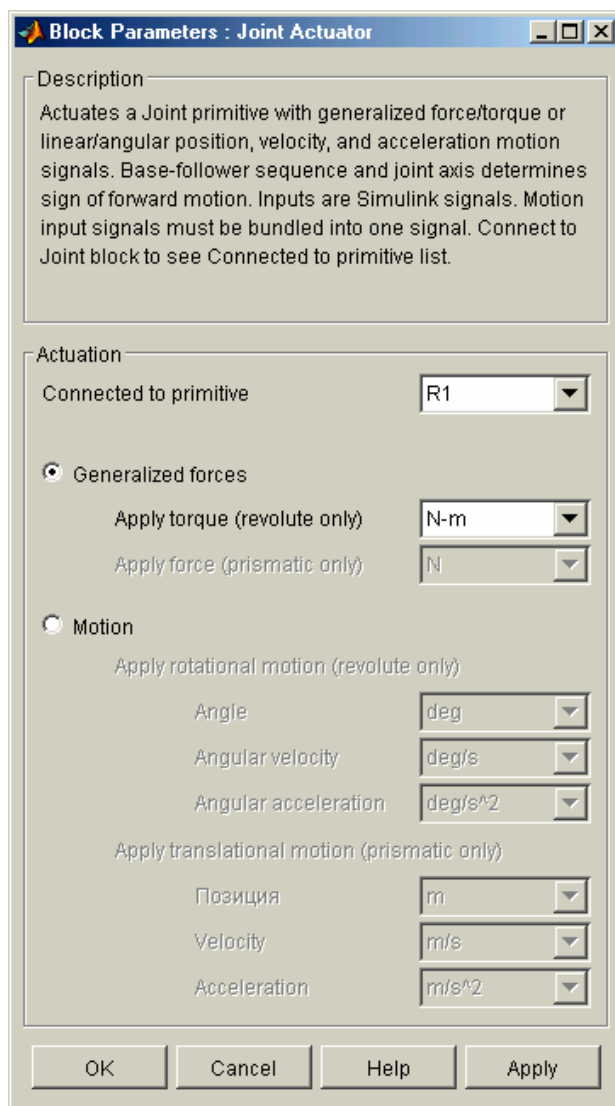 Block Parameters : Joint Actuator
Description
Actuates a Joint primitive with generalized force/torque or
linear/angular position, velocity, and acceleration motion
signals. Base-follower sequence and joint axis determines
sign of forward motion. Inputs are Simulink signals. Motion
input signals must be bundled into one signal. Connect to
Joint block to see Connected to primitive list.
Actuation
Connected to primitive R1
Generalized forces
Apply torque (revolute only) N-m
Apply force (prismatic only) N
Motion
Apply rotational motion (revolute only)
Angle deg
Angular velocity deg/s
Angular acceleration deg/s^2
Apply translational motion (prismatic only)
Позиция m
Velocity m/s
Acceleration m/s^2
OK Cancel Help Apply